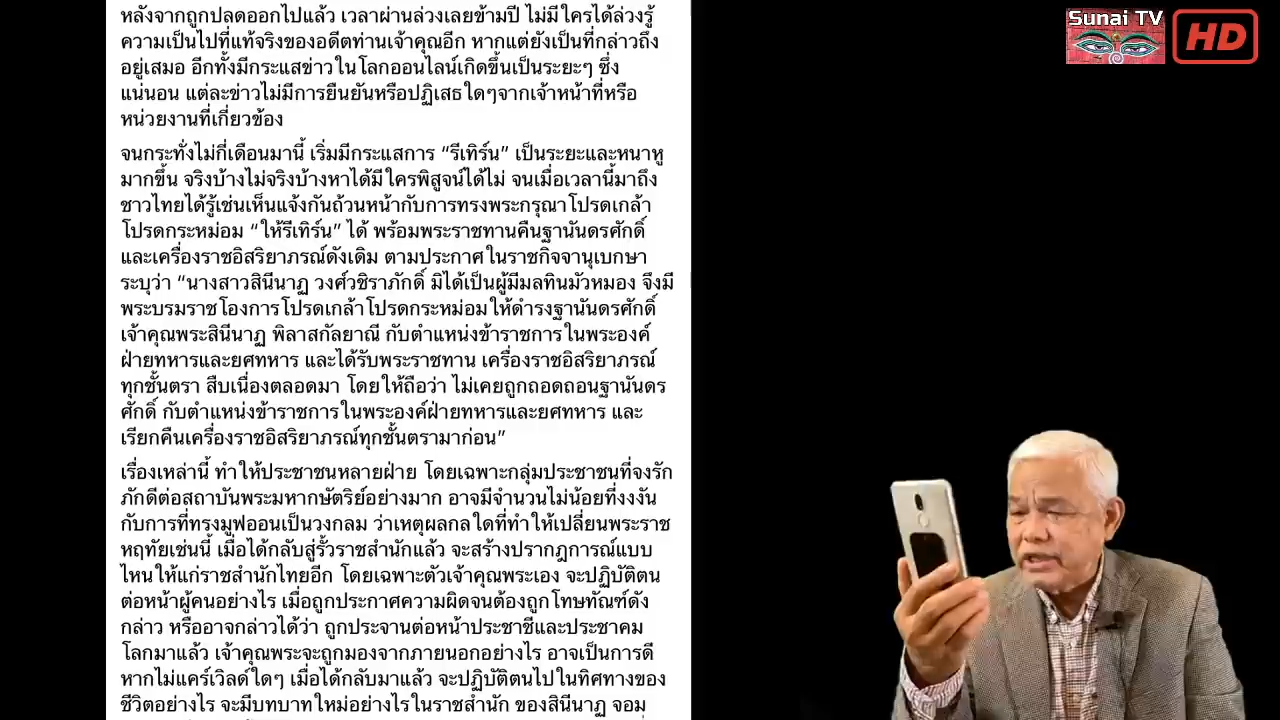 หลังจากถูกปลดออกไปแล้ว เวลาผ่านล่วงเลยข้ามปี ไม่มีใครได้ล่วงรู้
ความเป็นไปที่แท้จริงของอดีตท่านเจ้าคุณอีก หากแต่ยังเป็นที่กล่าวถึง
อยู่เสมอ อีกทั้งมีกระแสข่าวในโลกออนไลน์เกิดขึ้นเป็นระยะๆ ซึ่ง
แน่นอน แต่ละข่าวไม่มีการยืนยันหรือปฏิเสธใดๆจากเจ้าหน้าที่หรือ
หน่วยงานที่เกี่ยวข้อง
จนกระทั่งไม่กี่เดือนมานี้ เริ่มมีกระแสการ “รีเทิร์น” เป็นระยะและหนาหู
มากขึ้น จริงบ้างไม่จริงบ้างหาได้มีใครพิสูจน์ได้ไม่ จนเมื่อเวลานี้มาถึง
ชาวไทยได้รู้เช่นเห็นแจ้งกันถ้วนหน้ากับการทรงพระกรุณาโปรดเกล้า
โปรดกระหม่อม “ให้รีเทิร์น” ได้ พร้อมพระราชทานคืนฐานันดรศักดิ์
และเครื่องราชอิสริยาภรณ์ดังเดิม ตามประกาศในราชกิจจานุเบกษา
ระบุว่า “นางสาวสินีนาฏ วงศ์วชิราภักดิ์ มิได้เป็นผู้มีมลทินมัวหมอง จึงมี
พระบรมราชโองการโปรดเกล้าโปรดกระหม่อมให้ดำรงฐานันดรศักดิ์
เจ้าคุณพระสินีนาฏ พิลาสกัลยาณี กับตำแหน่งข้าราชการในพระองค์
ฝ่ายทหารและยศทหาร และได้รับพระราชทาน เครื่องราชอิสริยาภรณ์
ทุกชั้นตรา สืบเนื่องตลอดมา โดยให้ถือว่า ไม่เคยถูกถอดถอนฐานันดร
ศักดิ์ กับตำแหน่งข้าราชการในพระองค์ฝ่ายทหารและยศทหาร และ
เรียกคืนเครื่องราชอิสริยาภรณ์ทุกชั้นตรามาก่อน”
เรื่องเหล่านี้ ทำให้ประชาชนหลายฝ่าย โดยเฉพาะกลุ่มประชาชนที่จงรัก
ภักดีต่อสถาบันพระมหากษัตริย์อย่างมาก อาจมีจำนวนไม่น้อยที่งงงัน
กับการที่ทรงมูฟออนเป็นวงกลม ว่าเหตุผลกลใดที่ทำให้เปลี่ยนพระราช
หฤทัยเช่นนี้ เมื่อได้กลับสู่รั้วราชสำนักแล้ว จะสร้างปรากฎการณ์แบบ
ไหนให้แก่ราชสำนักไทยอีก โดยเฉพาะตัวเจ้าคุณพระเอง จะปฏิบัติตน
ต่อหน้าผู้คนอย่างไร เมื่อถูกประกาศความผิดจนต้องถูกโทษทัณฑ์ดัง
กล่าว หรืออาจกล่าวได้ว่า ถูกประจานต่อหน้าประชาชีและประชาคม
โลกมาแล้ว เจ้าคุณพระจะถูกมองจากภายนอกอย่างไร อาจเป็นการดี
หากไม่แคร์เวิลด์ใดๆ เมื่อได้กลับมาแล้ว จะปฏิบัติตนไปในทิศทางของ
ชีวิตอย่างไร จะมีบทบาทใหม่อย่างไรในราชสำนัก ของสินีนาฏ จอม
Sunai TV
HD